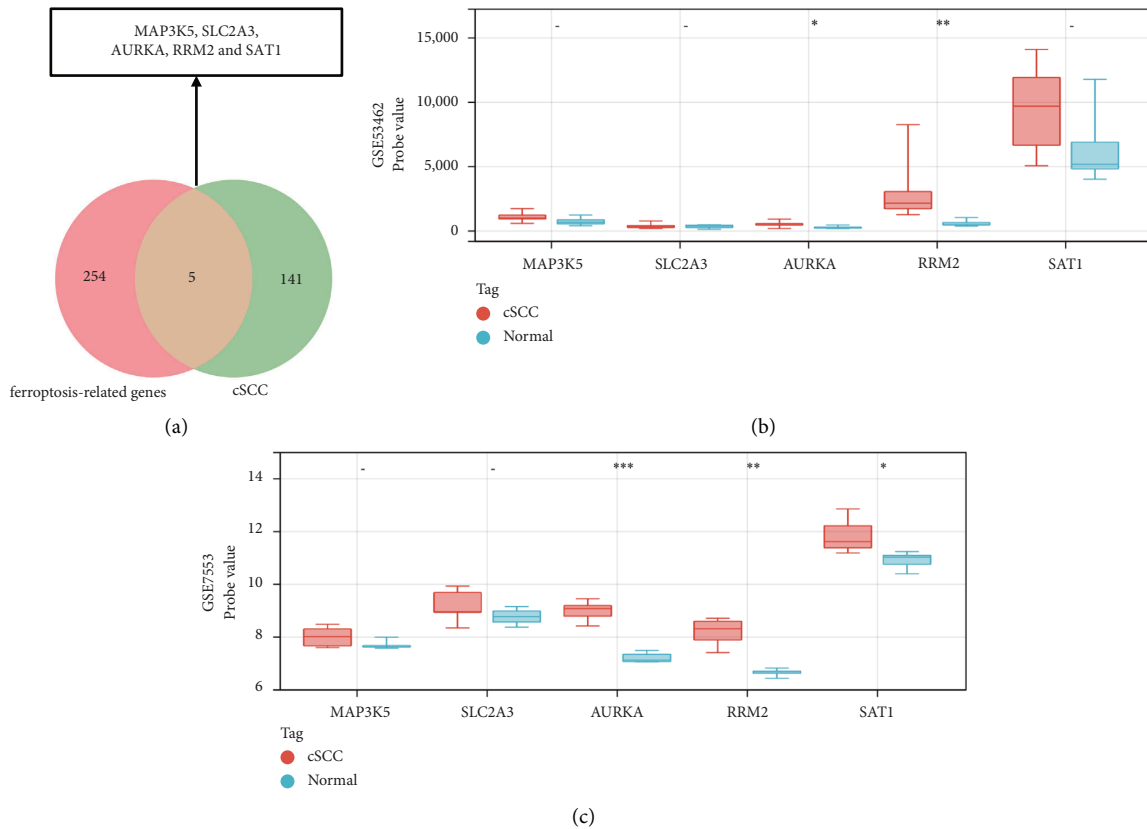 MAP3K5, SLC2A3,
AURKA, RRM2 and SAT1
254
5
141
ferroptosis-related genes
cSCC
(a)
GSE53462
Probe value
15,000
10,000
5,000
0
-
-
*
**
-
MAP3K5
SLC2A3
AURKA
RRM2
SAT1
Tag
cSCC
Normal
(b)
GSE7553
Probe value
14
12
10
8
6
-
-
***
**
*
MAP3K5
SLC2A3
AURKA
RRM2
SAT1
Tag
cSCC
Normal
(c)